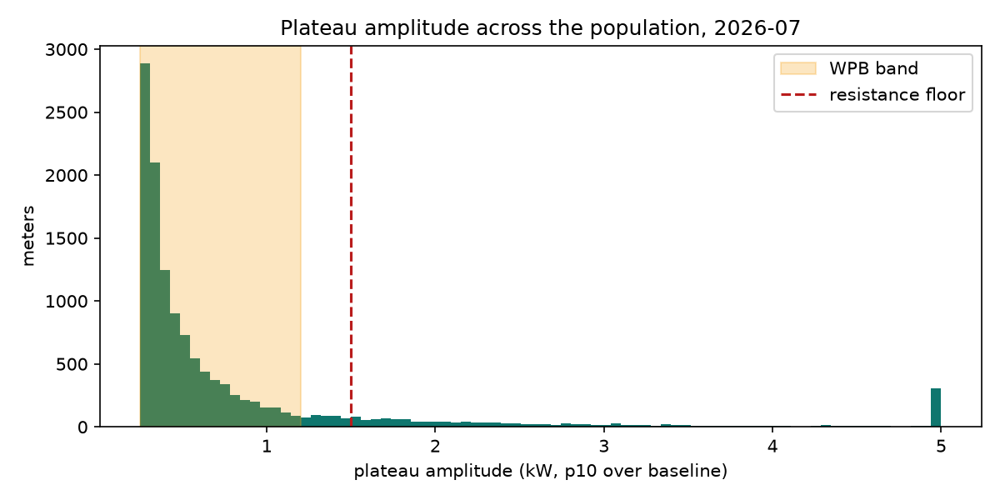 Plateau amplitude across the population, 2026-07
WPB band
resistance floor
3000
2500
2000
1500
1000
500
0
meters
1
2
3
4
5
plateau amplitude (kW, p10 over baseline)